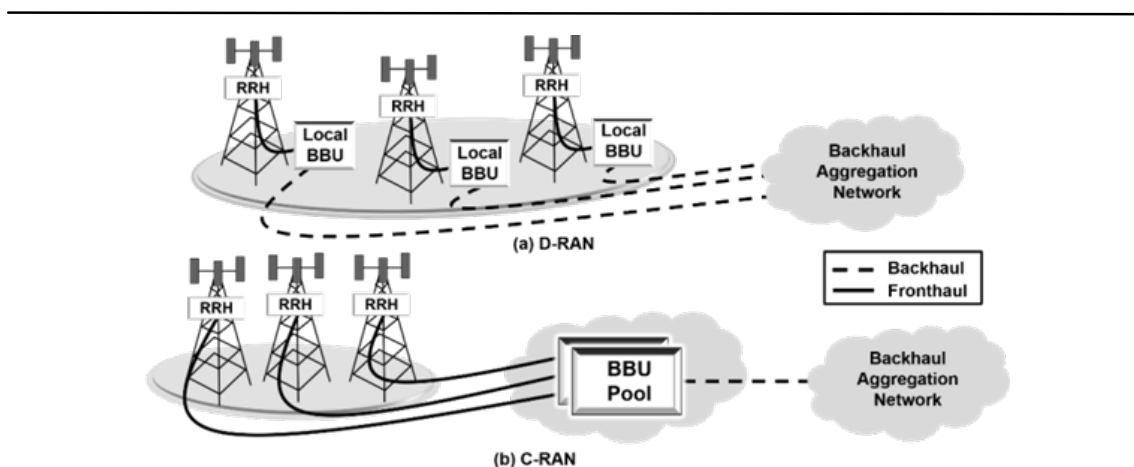 RRH
Local
BBU
RRH
Local
BBU
RRH
Local
BBU
Backhaul
Aggregation
Network
(a) D-RAN
Backhaul
Fronthaul
RRH
RRH
RRH
BBU
Pool
Backhaul
Aggregation
Network
(b) C-RAN